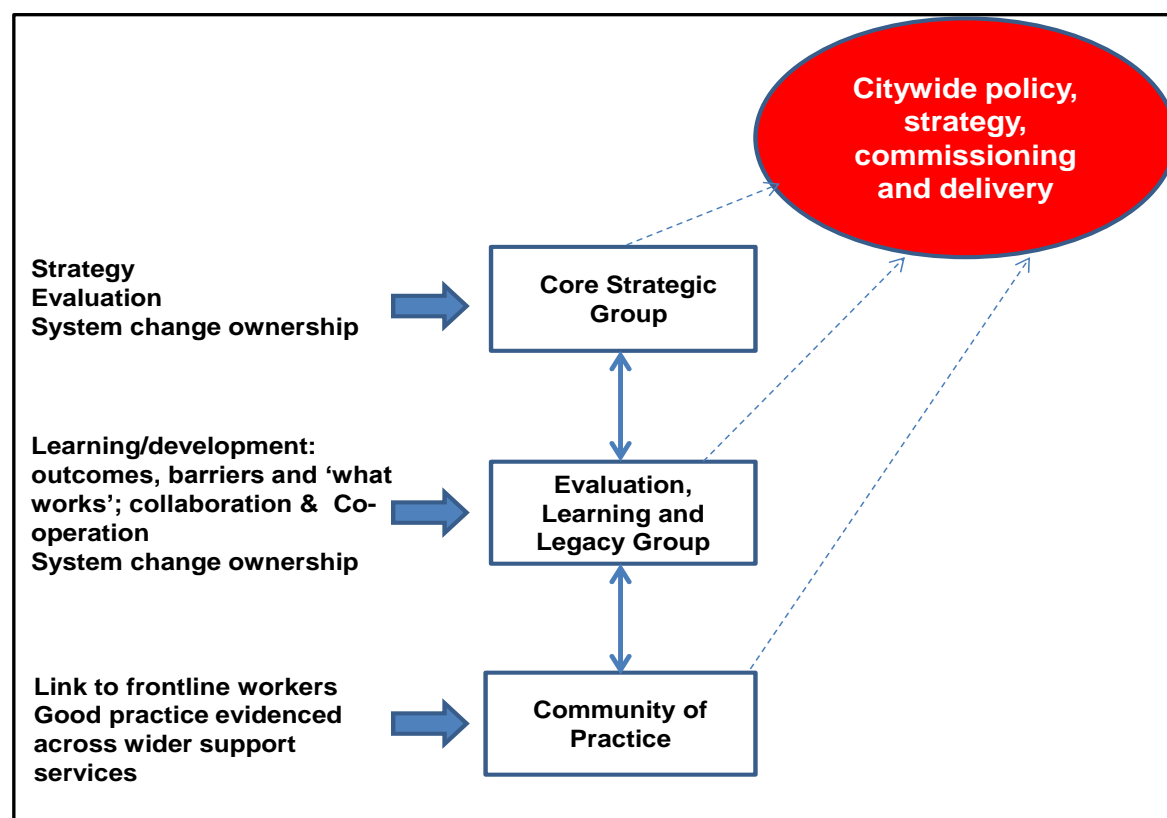 Citywide policy,
strategy,
commissioning
and delivery
Strategy
Evaluation
System change ownership
Core Strategic
Group
Learning/development:
outcomes, barriers and ‘what
works’; collaboration & Co-
operation
System change ownership
Evaluation,
Learning and
Legacy Group
Link to frontline workers
Good practice evidenced
across wider support
services
Community of
Practice